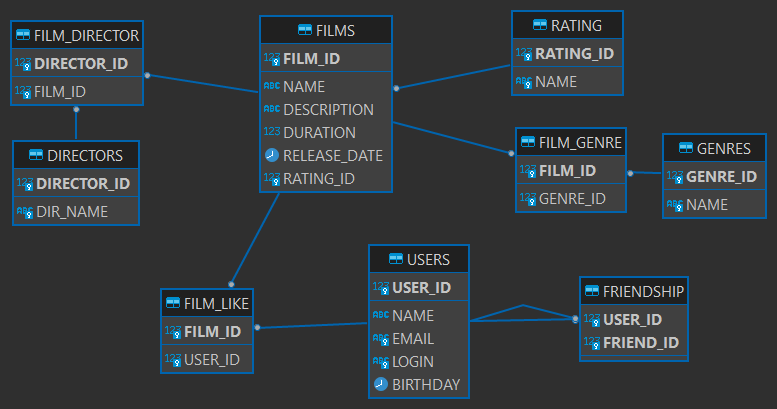 FILM_DIRECTOR
123 DIRECTOR_ID
123 FILM_ID
DIRECTORS
123 DIRECTOR_ID
ABC DIR_NAME
FILMS
123 FILM_ID
ABC NAME
ABC DESCRIPTION
123 DURATION
RELEASE_DATE
123 RATING_ID
RATING
123 RATING_ID
ABC NAME
FILM_GENRE
123 FILM_ID
123 GENRE_ID
GENRES
123 GENRE_ID
ABC NAME
FILM_LIKE
123 FILM_ID
123 USER_ID
USERS
123 USER_ID
ABC NAME
ABC EMAIL
ABC LOGIN
BIRTHDAY
FRIENDSHIP
123 USER_ID
123 FRIEND_ID